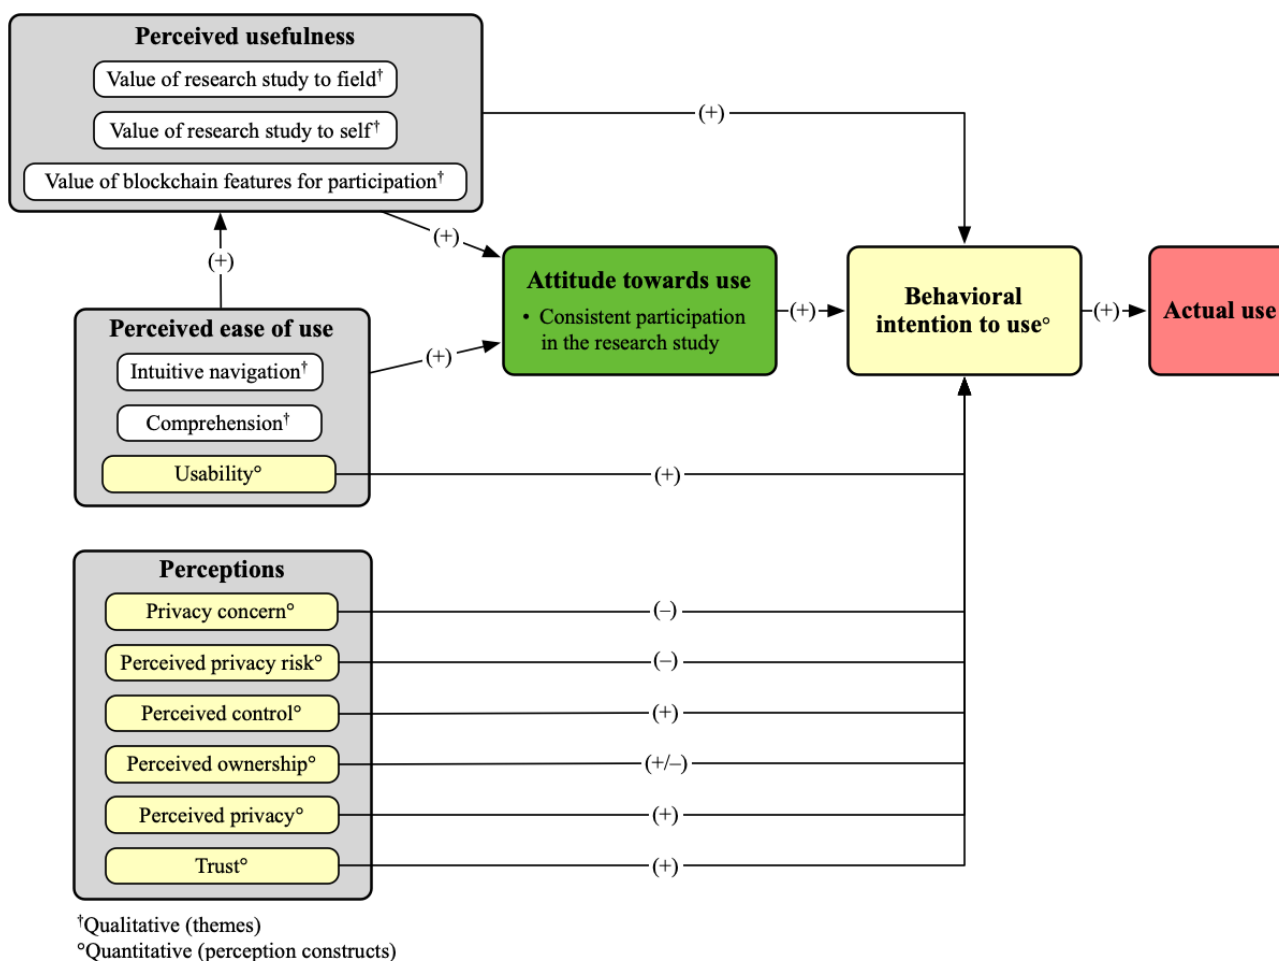 Perceived usefulness
Value of research study to field†
Value of research study to self†
Value of blockchain features for participation†
(+)
(+)
(+)
Perceived ease of use
Intuitive navigation†
Comprehension†
Usability°
(+)
(+)
Attitude towards use
• Consistent participation
in the research study
(+)
Behavioral
intention to use°
(+)
Actual use
Perceptions
Privacy concern°
(–)
Perceived privacy risk°
(–)
Perceived control°
(+)
Perceived ownership°
(+/–)
Perceived privacy°
(+)
Trust°
(+)
†Qualitative (themes)
°Quantitative (perception constructs)